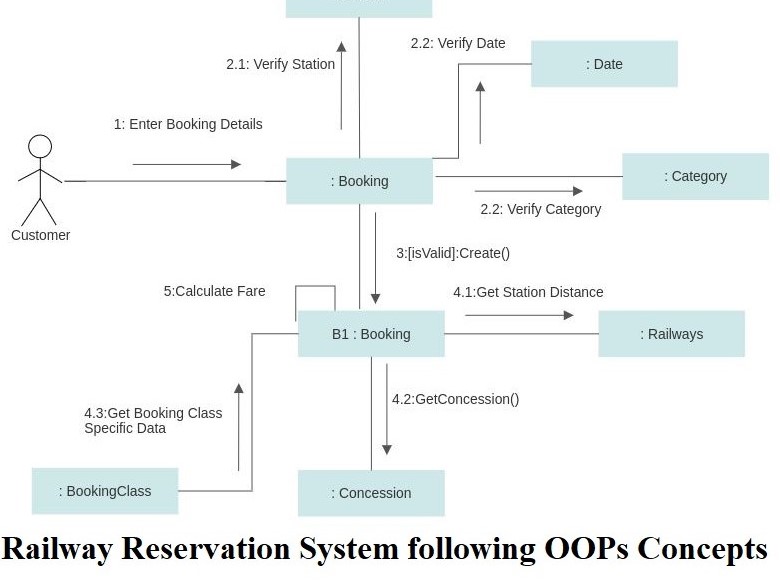 2.2: Verify Date
2.1: Verify Station
: Date
1: Enter Booking Details
: Booking
: Category
2.2: Verify Category
Customer
3:[isValid]:Create()
5:Calculate Fare
4.1:Get Station Distance
B1 : Booking
: Railways
4.2:GetConcession()
4.3:Get Booking Class
Specific Data
: BookingClass
: Concession
Railway Reservation System following OOPs Concepts